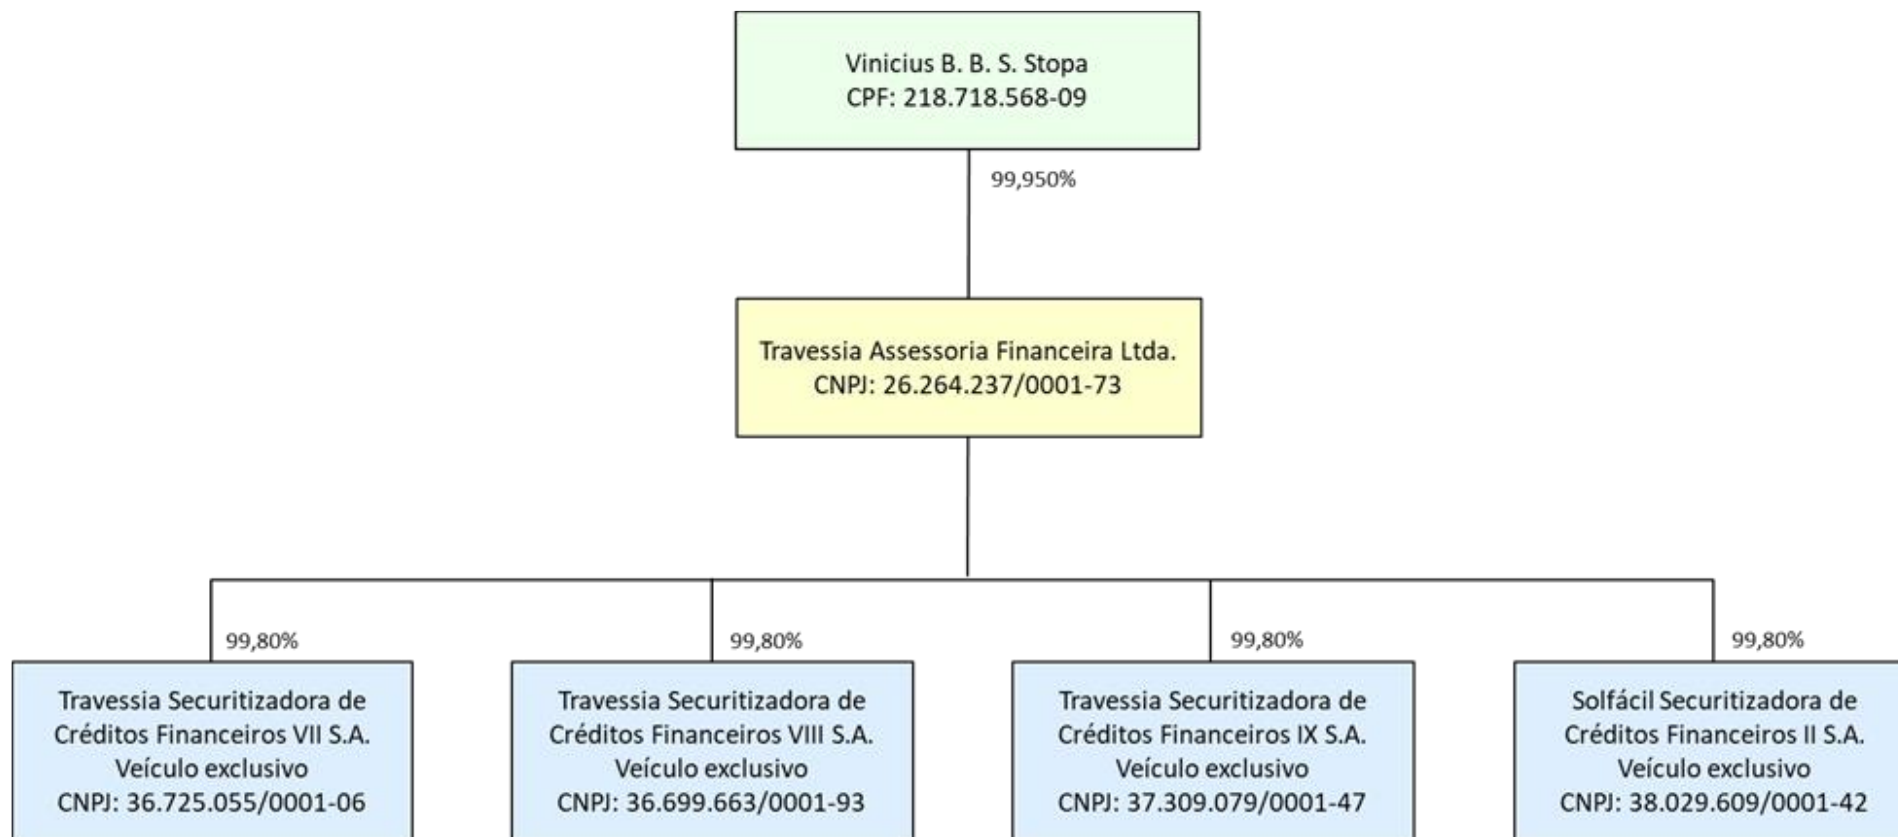 Vinicius B. B. S. Stopa
CPF: 218.718.568-09
99,950%
Travessia Assessoria Financeira Ltda.
CNPJ: 26.264.237/0001-73
99,80%
99,80%
99,80%
99,80%
Travessia Securitizadora de
Créditos Financeiros VII S.A.
Veículo exclusivo
CNPJ: 36.725.055/0001-06
Travessia Securitizadora de
Créditos Financeiros VIII S.A.
Veículo exclusivo
CNPJ: 36.699.663/0001-93
Travessia Securitizadora de
Créditos Financeiros IX S.A.
Veículo exclusivo
CNPJ: 37.309.079/0001-47
Solfácil Securitizadora de
Créditos Financeiros II S.A.
Veículo exclusivo
CNPJ: 38.029.609/0001-42